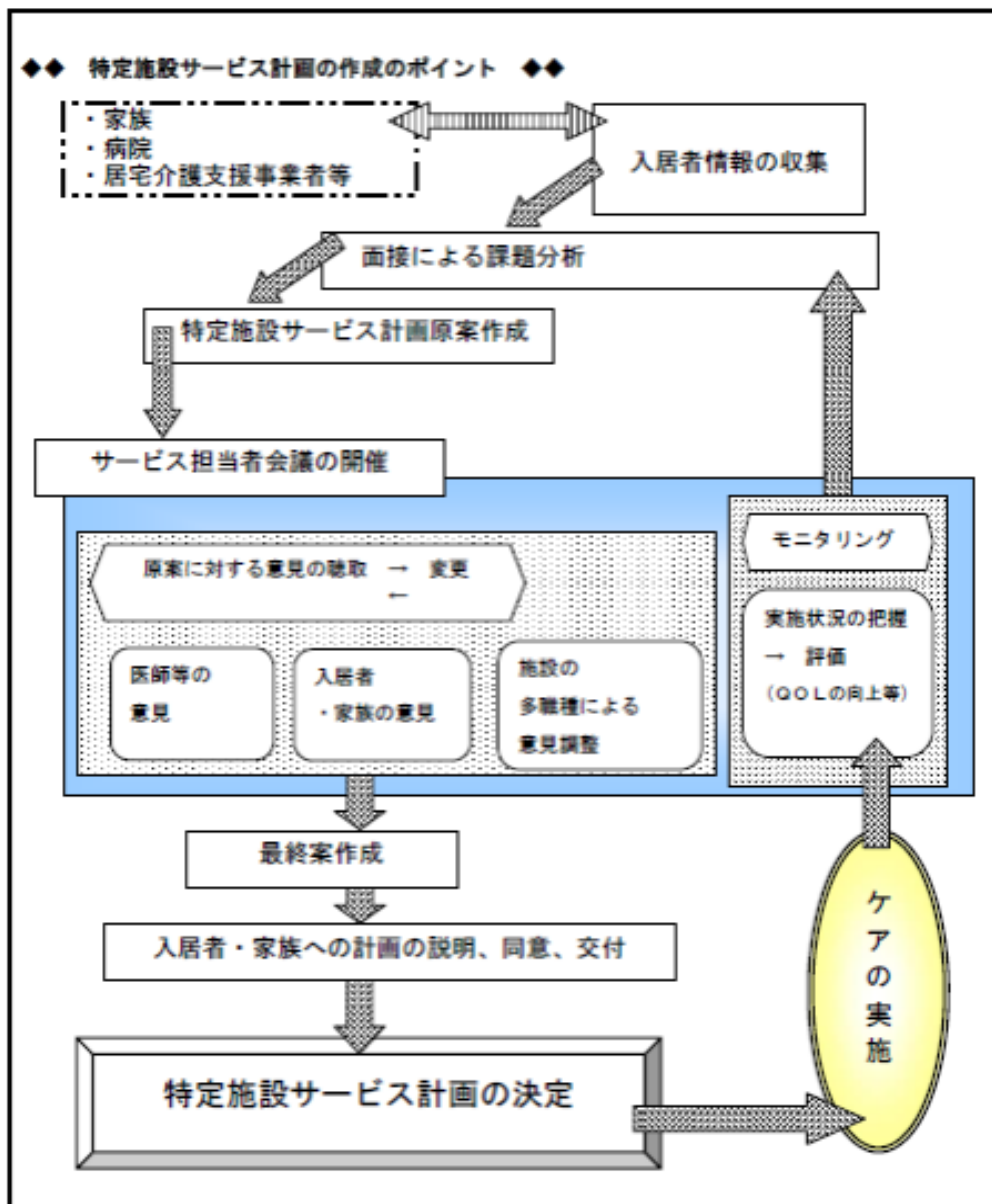 ◆◆　特定施設サービス計画の作成のポイント　◆◆
・家族
・病院
・居宅介護支援事業者等
入居者情報の収集
面接による課題分析
特定施設サービス計画原案作成
サービス担当者会議の開催
原案に対する意見の聴取　→　変更
←
医師等の
意見
入居者
・家族の意見
施設の
多職種による
意見調整
モニタリング
実施状況の把握
→　評価
（ＱＯＬの向上等）
最終案作成
入居者・家族への計画の説明、同意、交付
特定施設サービス計画の決定
ケアの実施